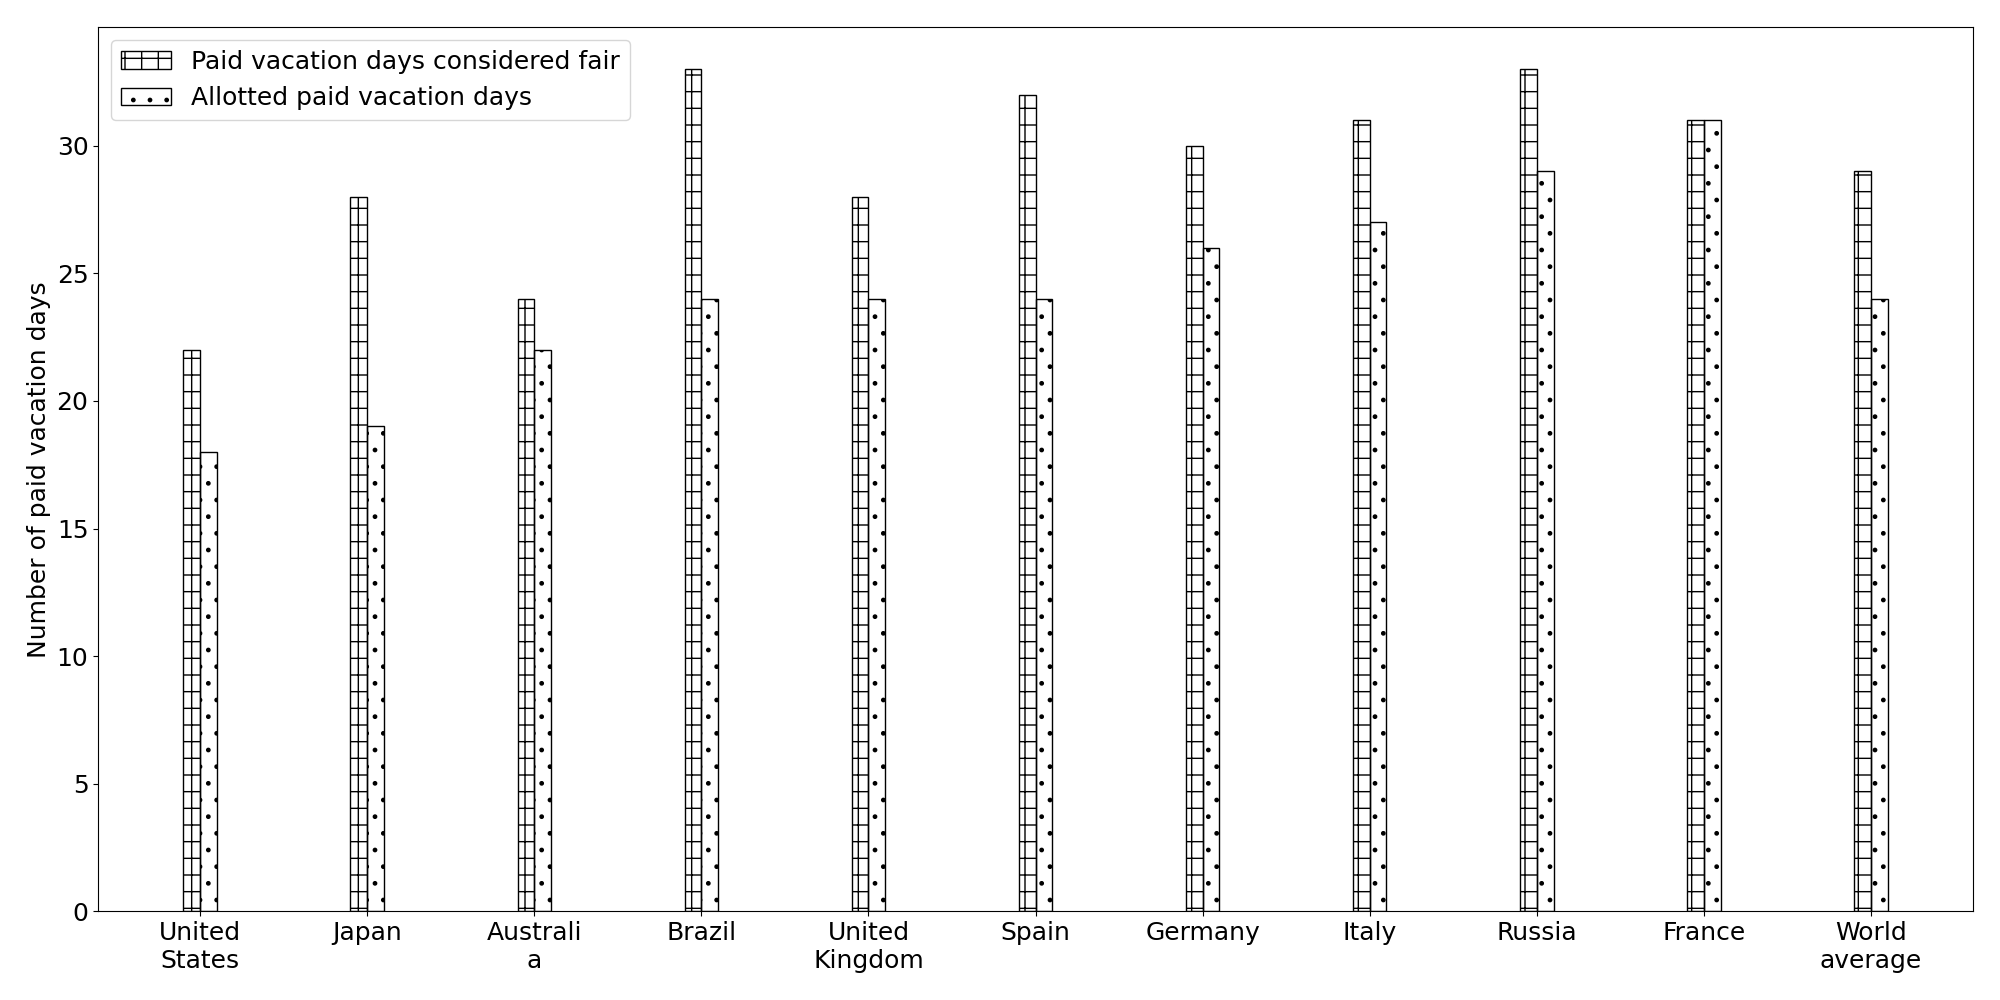 Paid vacation days considered fair
Allotted paid vacation days
Number of paid vacation days
30
25
20
15
10
5
0
United States
Japan
Australi
a
Brazil
United Kingdom
Spain
Germany
Italy
Russia
France
World average